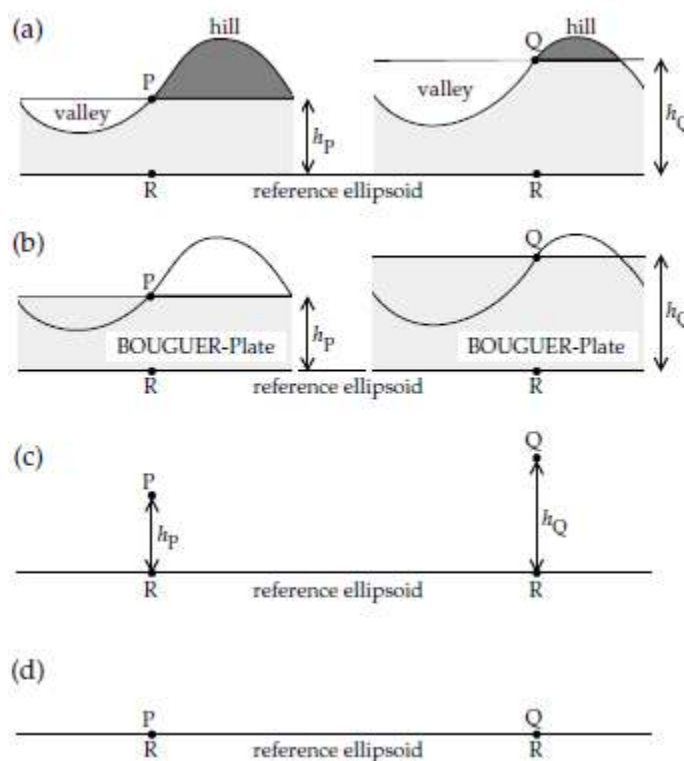 (a)
hill
P
valley
h_P
R
hill
Q
valley
h_Q
R
reference ellipsoid
(b)
P
BOUGUER-Plate
h_P
R
Q
BOUGUER-Plate
h_Q
R
reference ellipsoid
(c)
P
h_P
R
Q
h_Q
R
reference ellipsoid
(d)
P
R
Q
R
reference ellipsoid